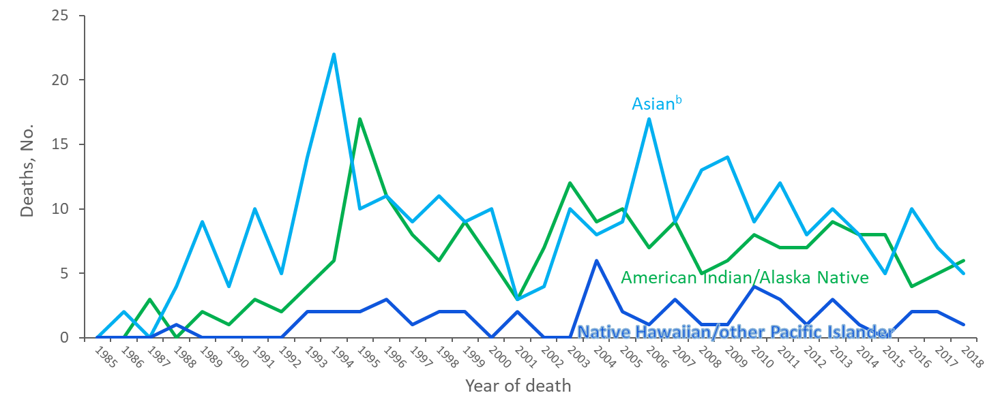 25
20
15
10
5
0
Deaths, No.
Asianᵇ
American Indian/Alaska Native
Native Hawaiian/other Pacific Islander
1985 1986 1987 1988 1989 1990 1991 1992 1993 1994 1995 1996 1997 1998 1999 2000 2001 2002 2003 2004 2005 2006 2007 2008 2009 2010 2011 2012 2013 2014 2015 2016 2017 2018
Year of death